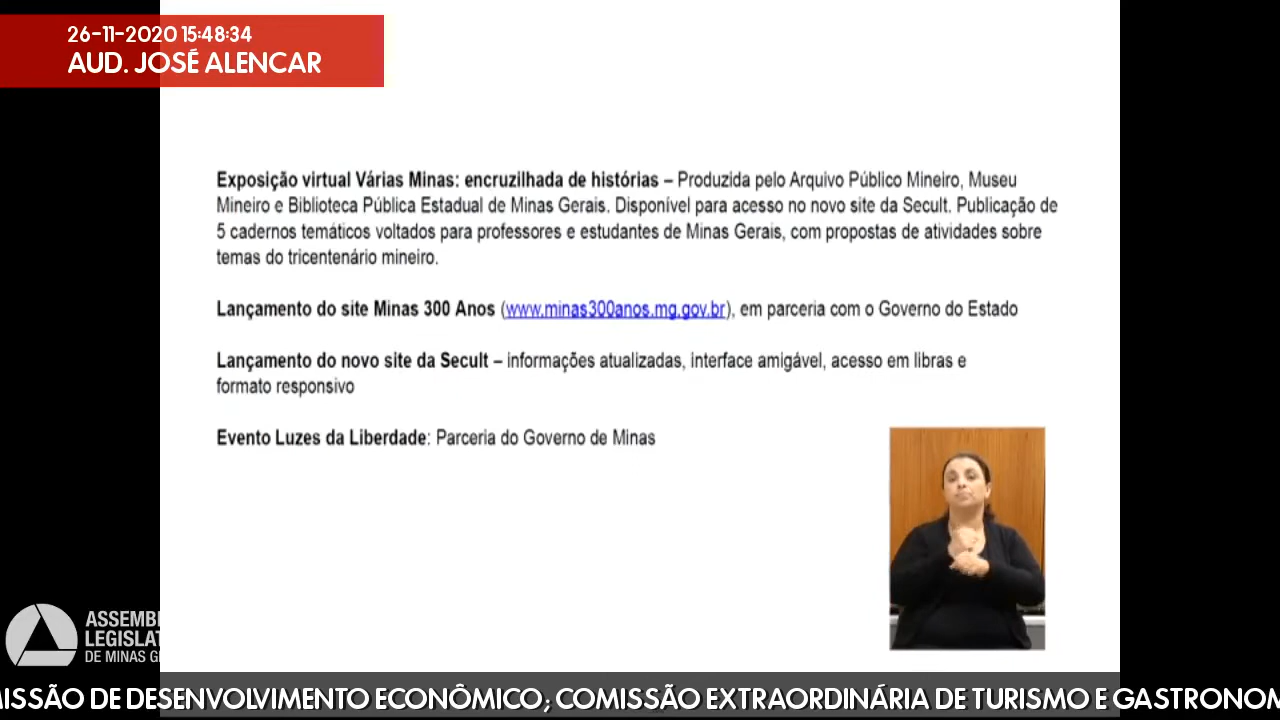 26-11-2020 15:48:34
AUD. JOSÉ ALENCAR
Exposição virtual Várias Minas: encruzilhada de histórias – Produzida pelo Arquivo Público Mineiro, Museu
Mineiro e Biblioteca Pública Estadual de Minas Gerais. Disponível para acesso no novo site da Secult. Publicação de
5 cadernos temáticos voltados para professores e estudantes de Minas Gerais, com propostas de atividades sobre
temas do tricentenário mineiro.
Lançamento do site Minas 300 Anos (www.minas300anos.mg.gov.br), em parceria com o Governo do Estado
Lançamento do novo site da Secult – informações atualizadas, interface amigável, acesso em libras e
formato responsivo
Evento Luzes da Liberdade: Parceria do Governo de Minas
ASSEMB
LEGISLAT
DE MINAS G
MISSÃO DE DESENVOLVIMENTO ECONÔMICO; COMISSÃO EXTRAORDINÁRIA DE TURISMO E GASTRONOM